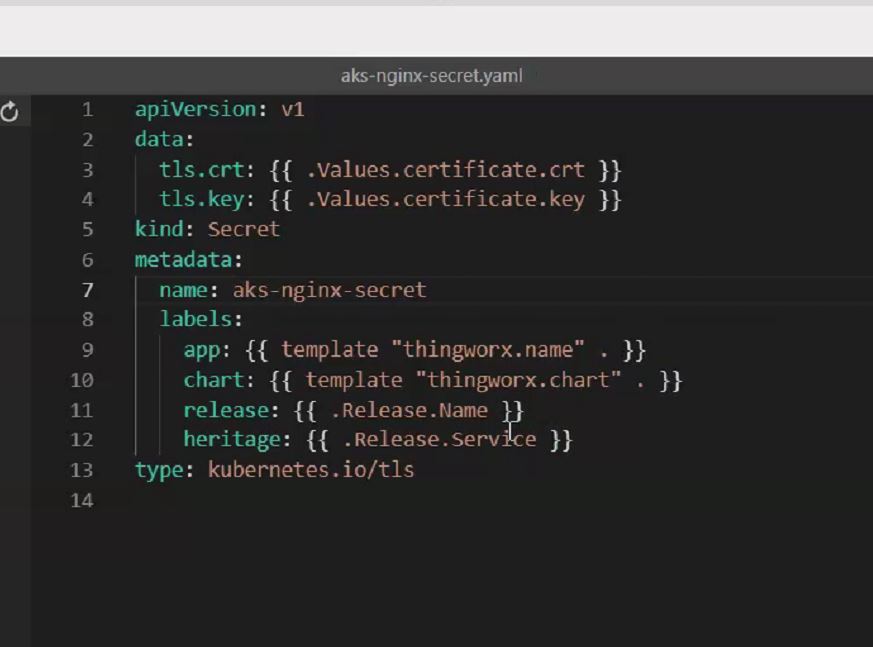 aks-nginx-secret.yaml
1 apiVersion: v1
2 data:
3   tls.crt: {{ .Values.certificate.crt }}
4   tls.key: {{ .Values.certificate.key }}
5 kind: Secret
6 metadata:
7   name: aks-nginx-secret
8   labels:
9     app: {{ template "thingworx.name" . }}
10     chart: {{ template "thingworx.chart" . }}
11     release: {{ .Release.Name }}
12     heritage: {{ .Release.Service }}
13 type: kubernetes.io/tls
14